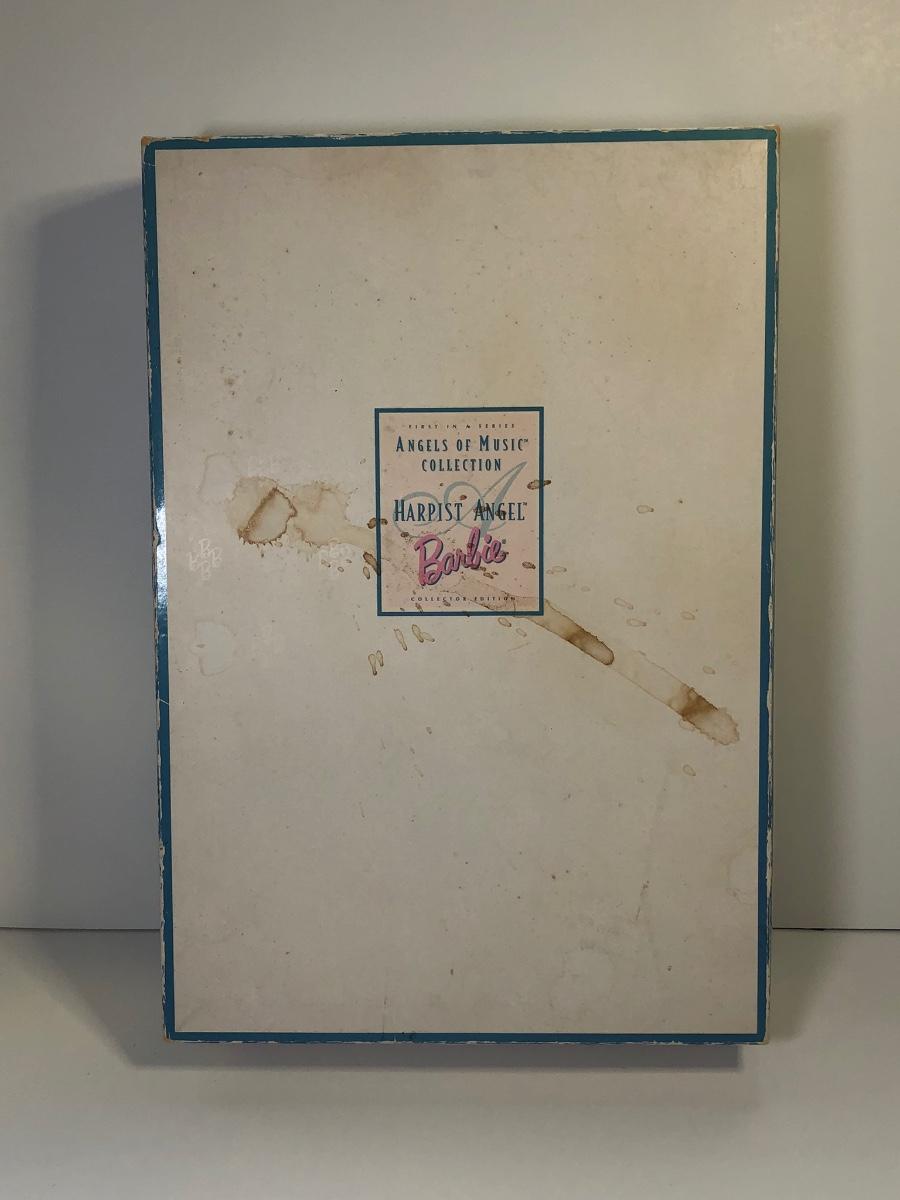 FIRST IN A SERIES
ANGELS OF MUSIC™
COLLECTION
A
HARPIST ANGEL™
Barbie®
COLLECTOR EDITION
B
B B B
B